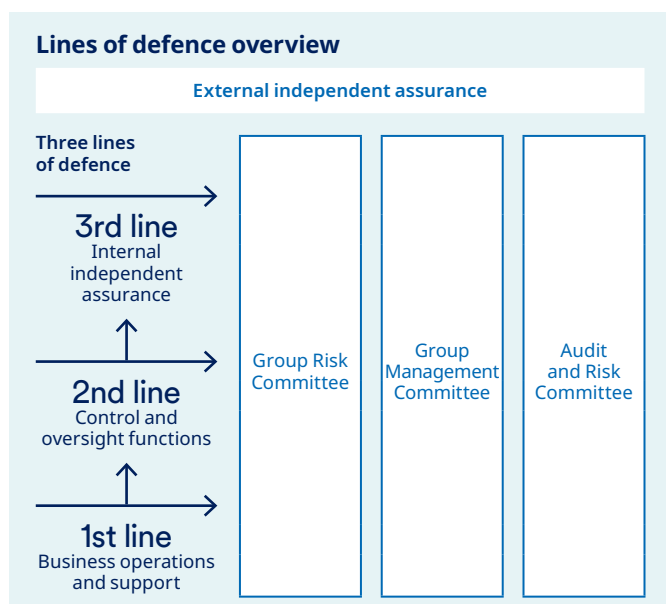 Lines of defence overview
External independent assurance
Three lines
of defence
3rd line
Internal
independent
assurance
2nd line
Control and
oversight functions
1st line
Business operations
and support
Group Risk
Committee
Group
Management
Committee
Audit
and Risk
Committee